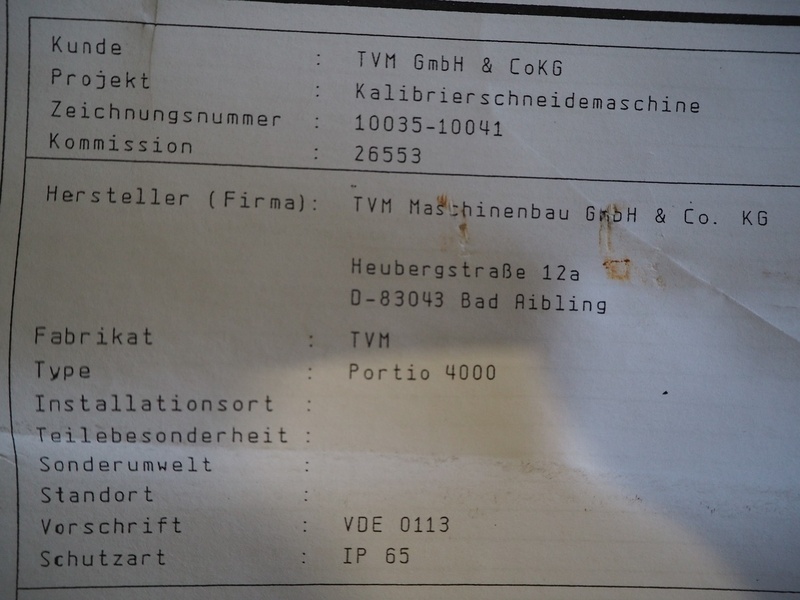 Kunde : TVM GmbH & CoKG
Projekt : Kalibrierschneidemaschine
Zeichnungsnummer : 10035-10041
Kommission : 26553
Hersteller (Firma): TVM Maschinenbau GmbH & Co. KG
Heubergstraße 12a
D-83043 Bad Aibling
Fabrikat : TVM
Type : Portio 4000
Installationsort :
Teilebesonderheit :
Sonderumwelt :
Standort :
Vorschrift : VDE 0113
Schutzart : IP 65